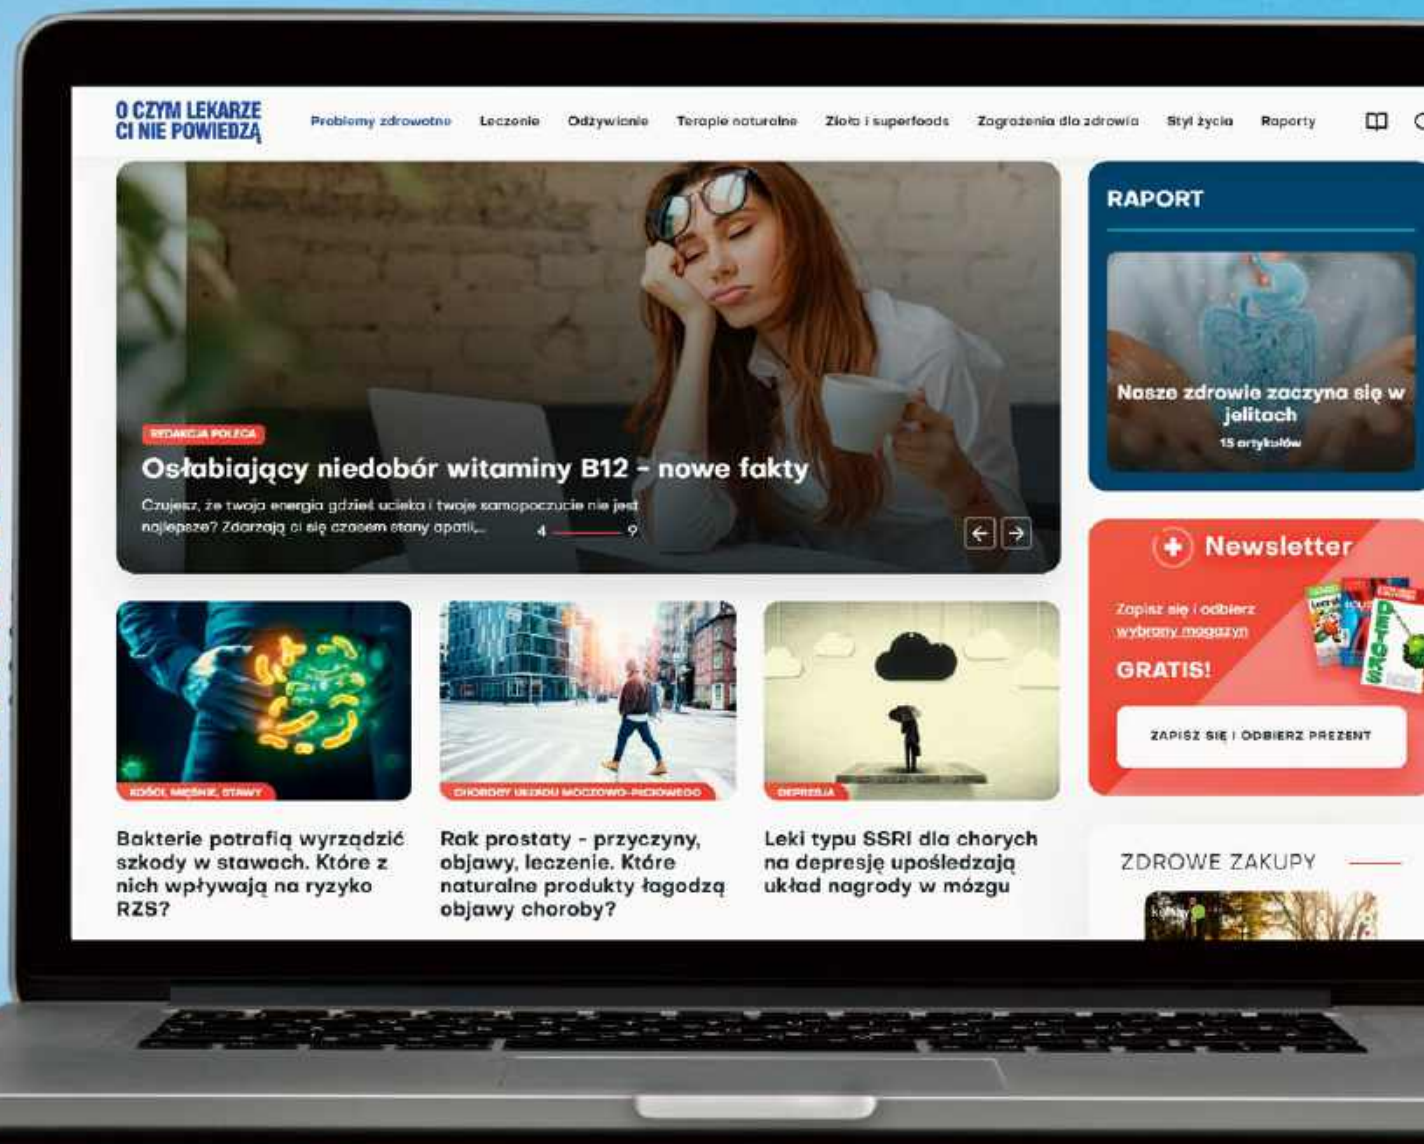 O CZYM LEKARZE
CI NIE POWIEDZĄ
Problemy zdrowotne
Leczenie
Odżywianie
Terapie naturalne
Zioła i superfoods
Zagrożenia dla zdrowia
Styl życia
Raporty
REDAKCJA POLECA
Osłabiający niedobór witaminy B12 - nowe fakty
Czujesz, że twoja energia gdzieś ucieka i twoje samopoczucie nie jest
najlepsze? Zdarzają ci się czasem stany apatii,...
4 9
RAPORT
Nasze zdrowie zaczyna się w
jelitach
15 artykułów
Newsletter
Zapisz się i odbierz
wybrany magazyn
GRATIS!
DETOKS
ZAPISZ SIĘ I ODBIERZ PREZENT
KOŚCI, MIĘŚNIE, STAWY
Bakterie potrafią wyrządzić
szkody w stawach. Które z
nich wpływają na ryzyko
RZS?
CHOROBY UKŁADU MOCZOWO-PŁCIOWEGO
Rak prostaty - przyczyny,
objawy, leczenie. Które
naturalne produkty łagodzą
objawy choroby?
DEPRESJA
Leki typu SSRI dla chorych
na depresję upośledzają
układ nagrody w mózgu
ZDROWE ZAKUPY